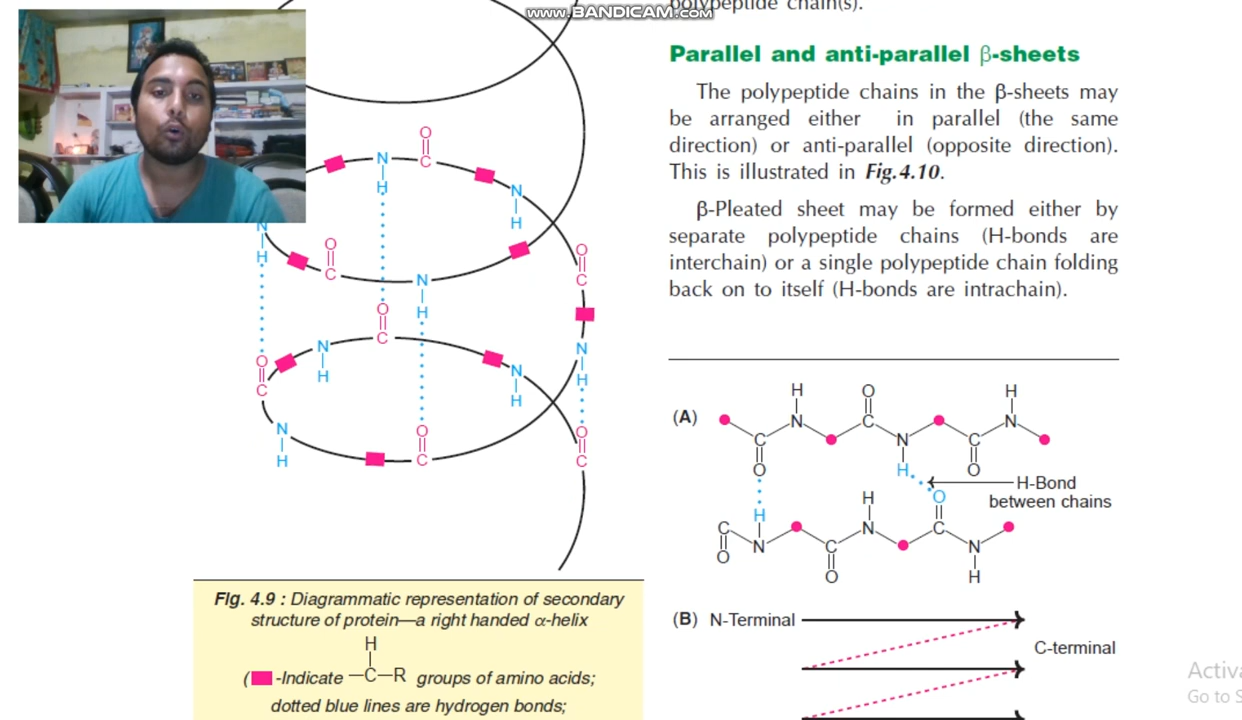 www.BANDICAM.com
polypeptide chain(s).
Parallel and anti-parallel β-sheets
The polypeptide chains in the β-sheets may
be arranged either in parallel (the same
direction) or anti-parallel (opposite direction).
This is illustrated in Fig.4.10.
β-Pleated sheet may be formed either by
separate polypeptide chains (H-bonds are
interchain) or a single polypeptide chain folding
back on to itself (H-bonds are intrachain).
O
N C
H N
H
N
H O
C
O
C
N
H
O
C
N
H
N
H
O
C
N
H
N
H
O
C
O
C
Fig. 4.9 : Diagrammatic representation of secondary
structure of protein—a right handed α-helix
H
(-Indicate —C—R groups of amino acids;
dotted blue lines are hydrogen bonds;
(A)
H O H
N C N
C N C
O H O
H-Bond
between chains
H H O
C N C
O N C N
O H
(B) N-Terminal
C-terminal
Activa
Go to S